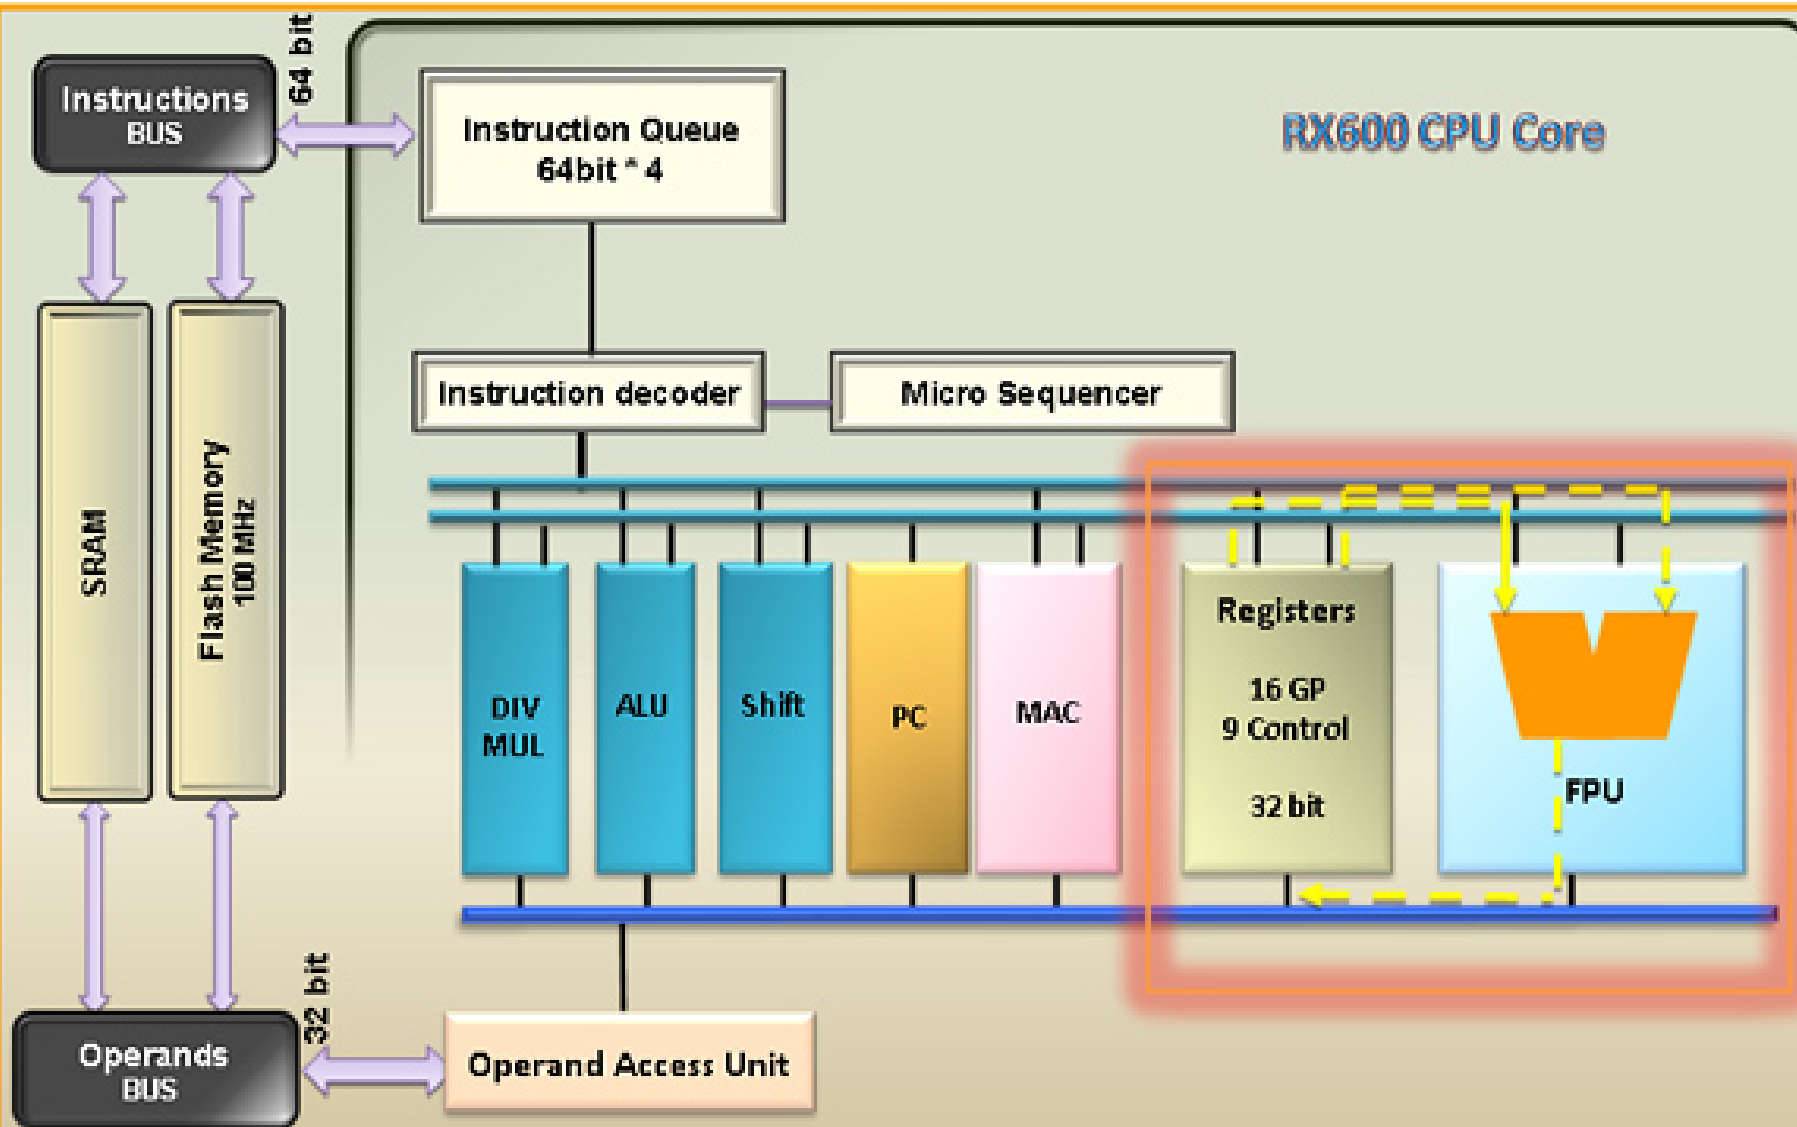 Instructions
BUS
64 bit
Instruction Queue
64bit * 4
RX600 CPU Core
Instruction decoder
Micro Sequencer
SRAM
Flash Memory
100 MHz
DIV
MUL
ALU
Shift
PC
MAC
Registers
16 GP
9 Control
32 bit
FPU
Operands
BUS
32 bit
Operand Access Unit